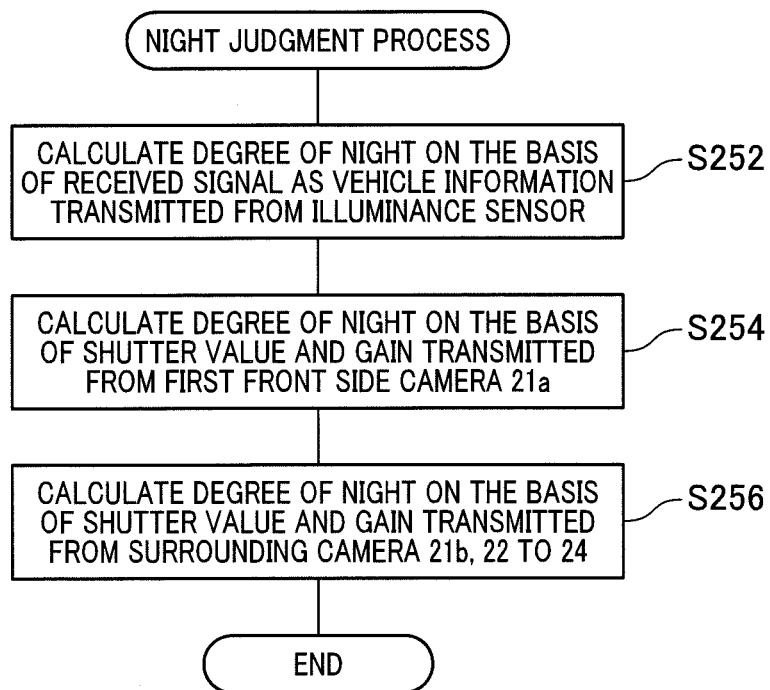 NIGHT JUDGMENT PROCESS
CALCULATE DEGREE OF NIGHT ON THE BASIS
OF RECEIVED SIGNAL AS VEHICLE INFORMATION
TRANSMITTED FROM ILLUMINANCE SENSOR
S252
CALCULATE DEGREE OF NIGHT ON THE BASIS
OF SHUTTER VALUE AND GAIN TRANSMITTED
FROM FIRST FRONT SIDE CAMERA 21a
S254
CALCULATE DEGREE OF NIGHT ON THE BASIS
OF SHUTTER VALUE AND GAIN TRANSMITTED
FROM SURROUNDING CAMERA 21b, 22 TO 24
S256
END